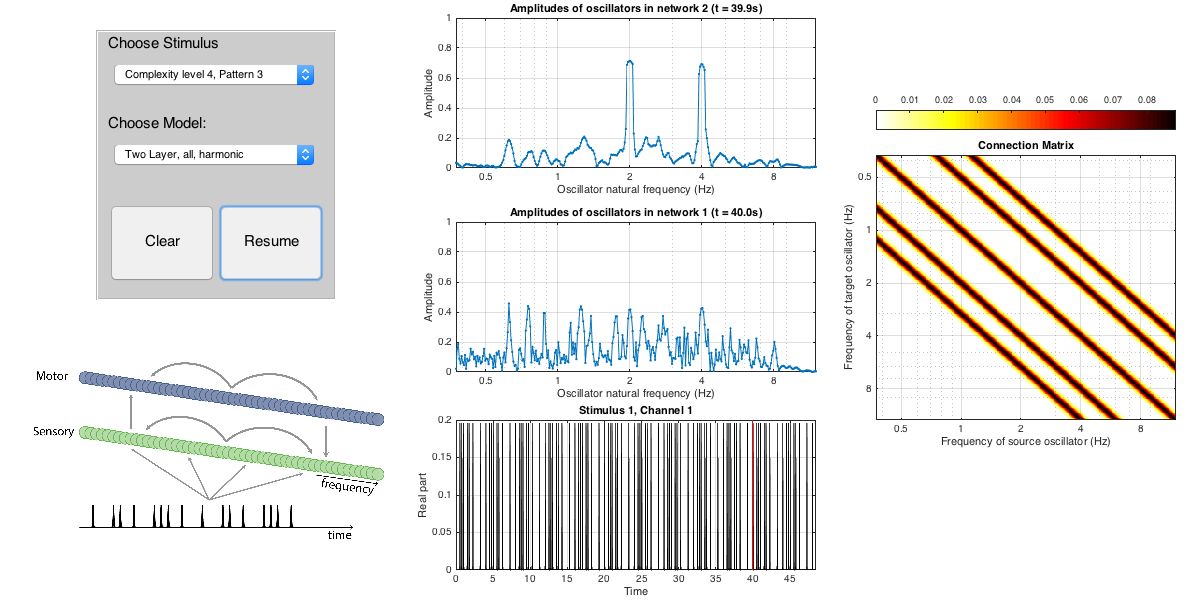 Choose Stimulus
Complexity level 4, Pattern 3
Choose Model:
Two Layer, all, harmonic
Clear
Resume
Motor
Sensory
frequency
time
Amplitudes of oscillators in network 2 (t = 39.9s)
1
0.8
0.6
0.4
0.2
0
Amplitude
0.5 1 2 4 8
Oscillator natural frequency (Hz)
Amplitudes of oscillators in network 1 (t = 40.0s)
1
0.8
0.6
0.4
0.2
0
Amplitude
0.5 1 2 4 8
Oscillator natural frequency (Hz)
Stimulus 1, Channel 1
0.2
0.15
0.1
0.05
0
Real part
0 5 10 15 20 25 30 35 40 45
Time
0 0.01 0.02 0.03 0.04 0.05 0.06 0.07 0.08
Connection Matrix
0.5
1
2
4
8
Frequency of target oscillator (Hz)
0.5 1 2 4 8
Frequency of source oscillator (Hz)